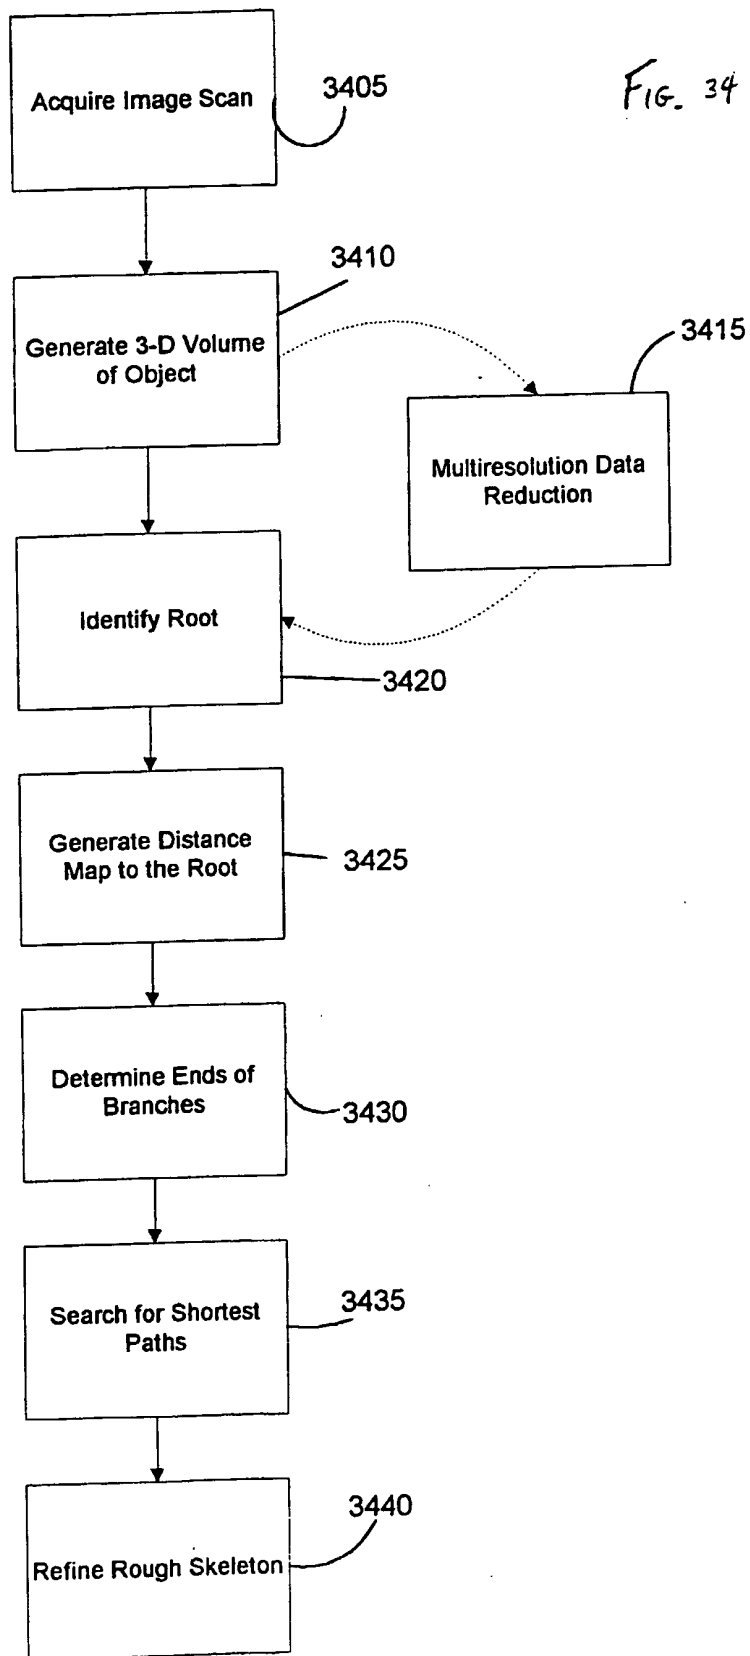 Acquire Image Scan
3405
FIG. 34
3410
Generate 3-D Volume
of Object
3415
Multiresolution Data
Reduction
Identify Root
3420
Generate Distance
Map to the Root
3425
Determine Ends of
Branches
3430
Search for Shortest
Paths
3435
3440
Refine Rough Skeleton